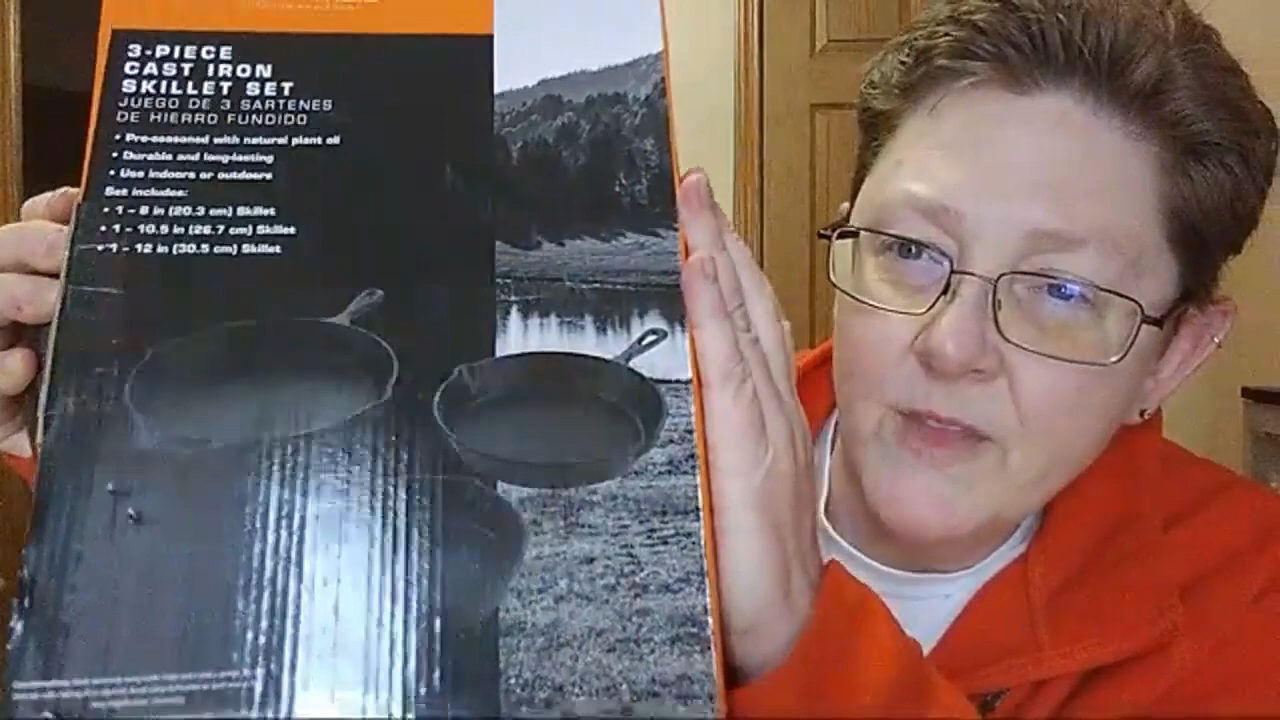 3-PIECE
CAST IRON
SKILLET SET
JUEGO DE 3 SARTENES
DE HIERRO FUNDIDO
• Pre-seasoned with natural plant oil
• Durable and long-lasting
• Use indoors or outdoors
Set includes:
• 1 – 8 in (20.3 cm) Skillet
• 1 – 10.5 in (26.7 cm) Skillet
• 1 – 12 in (30.5 cm) Skillet